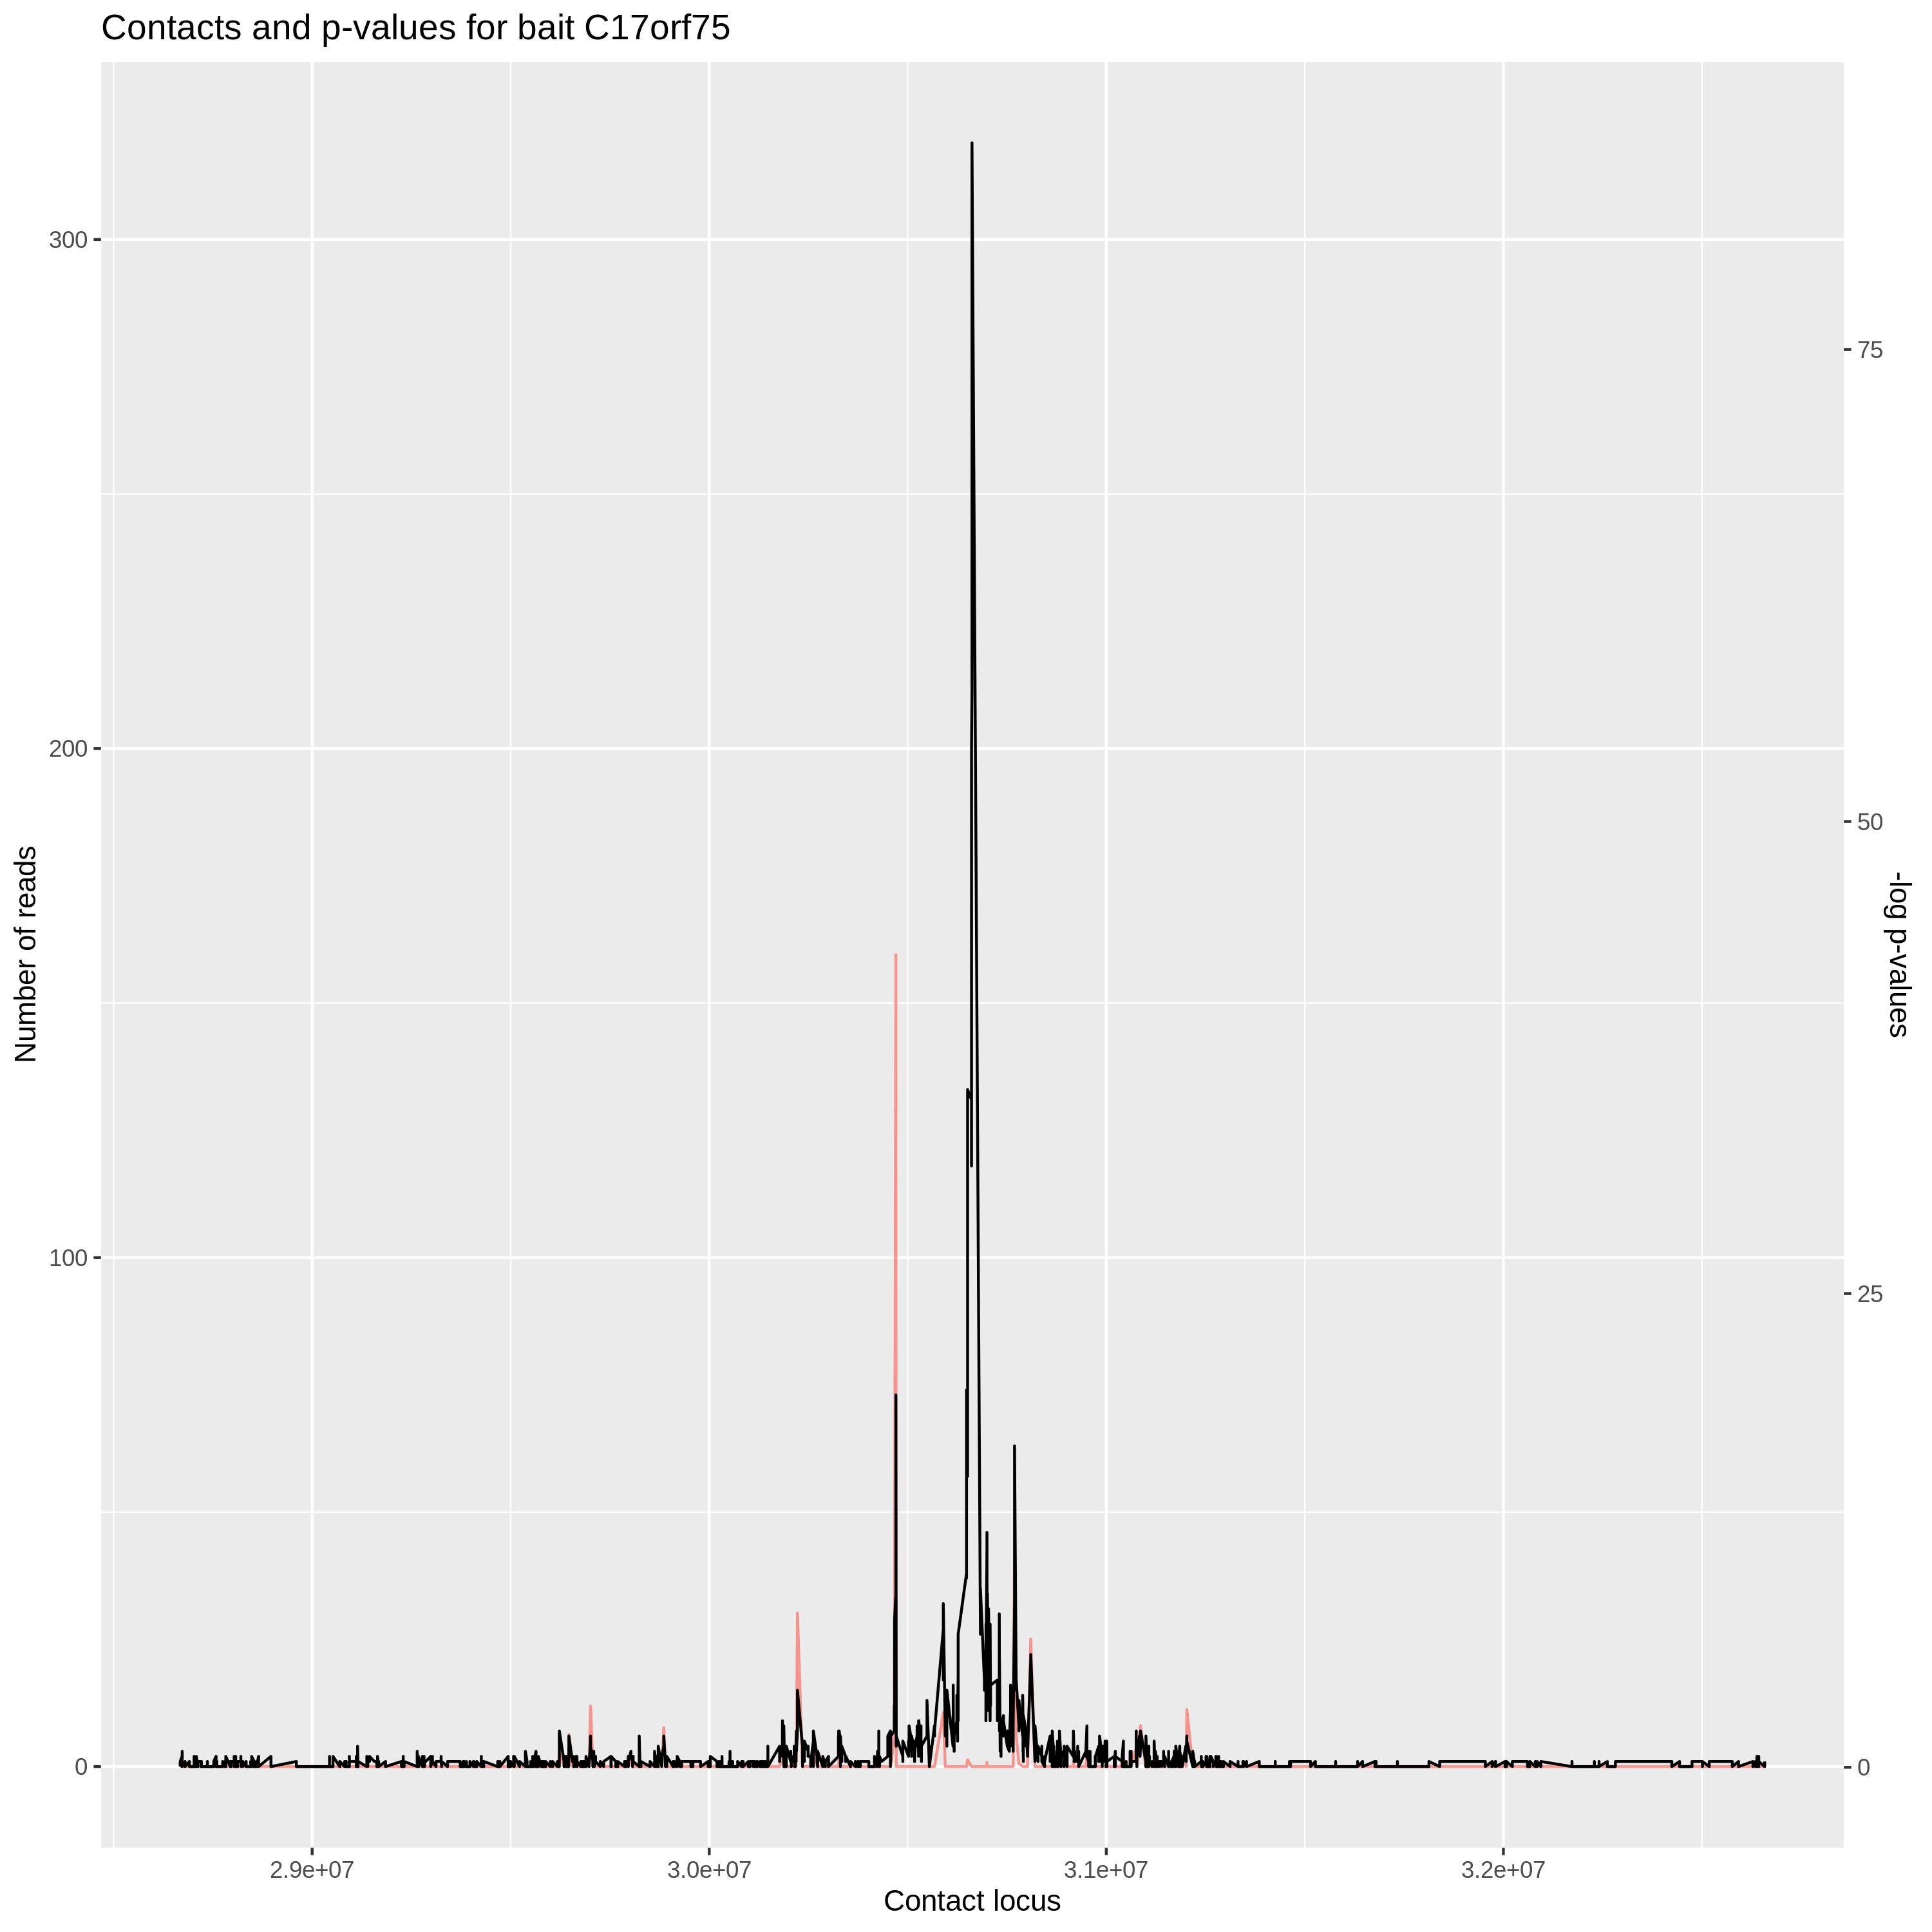 Contacts and p-values for bait C17orf75
300
200
100
0
Number of reads
75
50
25
0
-log p-values
2.9e+07
3.0e+07
3.1e+07
3.2e+07
Contact locus